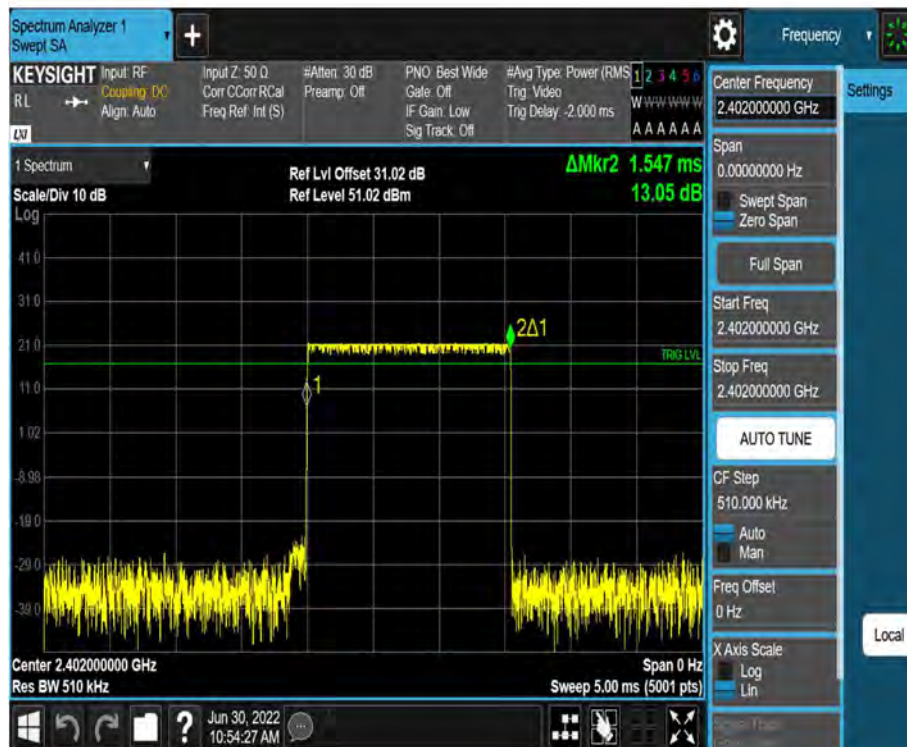 Spectrum Analyzer 1
Swept SA
+
Frequency
KEYSIGHT Input: RF Input Z: 50 Ω #Atten: 30 dB PNO: Best Wide #Avg Type: Power (RMS 1 2 3 4 5 6
RL Coupling: DC Corr CCorr RCal Preamp: Off Gate: Off Trig: Video W W W W W W
Align: Auto Freq Ref: Int (S) IF Gain: Low Trig Delay: -2.000 ms
LXI Sig Track: Off A A A A A A
1 Spectrum
Scale/Div 10 dB
Ref Lvl Offset 31.02 dB
Ref Level 51.02 dBm
ΔMkr2 1.547 ms
13.05 dB
Log
41.0
31.0
21.0
11.0
1.02
-8.98
-19.0
-29.0
-39.0
2Δ1
TRIG LVL
1
Center 2.402000000 GHz
Res BW 510 kHz
Span 0 Hz
Sweep 5.00 ms (5001 pts)
Center Frequency
2.402000000 GHz
Settings
Span
0.00000000 Hz
Swept Span
Zero Span
Full Span
Start Freq
2.402000000 GHz
Stop Freq
2.402000000 GHz
AUTO TUNE
CF Step
510.000 kHz
Auto
Man
Freq Offset
0 Hz
X Axis Scale
Log
Lin
Local
?
Jun 30, 2022
10:54:27 AM